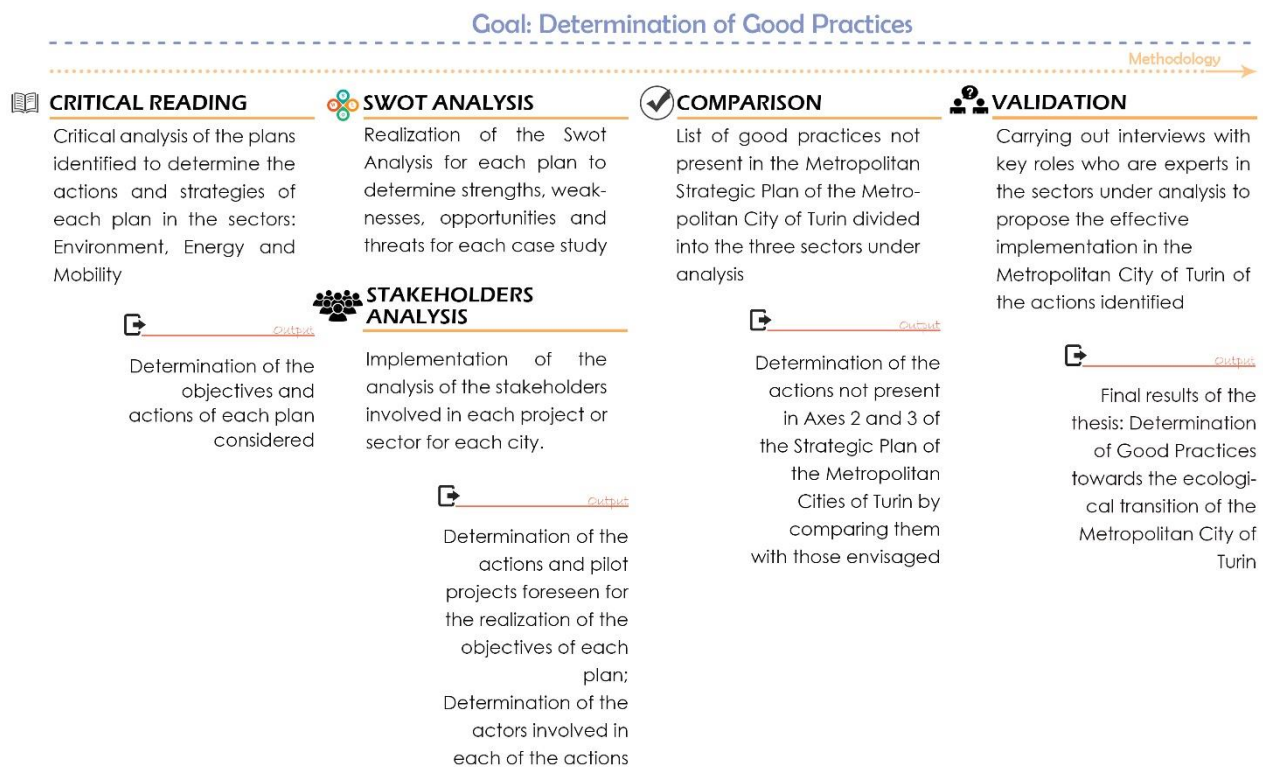 Goal: Determination of Good Practices
Methodology
CRITICAL READING
Critical analysis of the plans
identified to determine the
actions and strategies of
each plan in the sectors:
Environment, Energy and
Mobility
Output
Determination of the
objectives and
actions of each plan
considered
SWOT ANALYSIS
Realization of the Swot
Analysis for each plan to
determine strengths, weak-
nesses, opportunities and
threats for each case study
STAKEHOLDERS
ANALYSIS
Implementation of the
analysis of the stakeholders
involved in each project or
sector for each city.
Output
Determination of the
actions and pilot
projects foreseen for
the realization of the
objectives of each
plan;
Determination of the
actors involved in
each of the actions
COMPARISON
List of good practices not
present in the Metropolitan
Strategic Plan of the Metro-
politan City of Turin divided
into the three sectors under
analysis
Output
Determination of the
actions not present
in Axes 2 and 3 of
the Strategic Plan of
the Metropolitan
Cities of Turin by
comparing them
with those envisaged
VALIDATION
Carrying out interviews with
key roles who are experts in
the sectors under analysis to
propose the effective
implementation in the
Metropolitan City of Turin of
the actions identified
Output
Final results of the
thesis: Determination
of Good Practices
towards the ecologi-
cal transition of the
Metropolitan City of
Turin